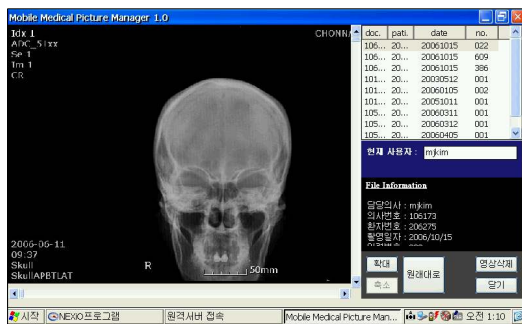 Mobile Medical Picture Manager 1.0
Idx 1
ADC_51xx
Se 1
Im 1
CR
CHONNA
2006-06-11
09:37
Skull
SkullAPBTLAT
R
50mm
doc. pati. date no.
106... 20... 20061015 022
106... 20... 20061015 609
106... 20... 20061015 386
101... 20... 20030512 001
101... 20... 20060105 002
101... 20... 20051011 001
105... 20... 20060311 001
105... 20... 20060312 001
105... 20... 20060405 001
현재 사용자 : mjkim
File Information
담당의사 : mjkim
의사번호 : 106173
환자번호 : 206275
촬영일자 : 2006/10/15
확대
축소
원래대로
영상삭제
닫기
시작 NEXIO프로그램 원격서버 접속 Mobile Medical Picture Man... 오전 1:10